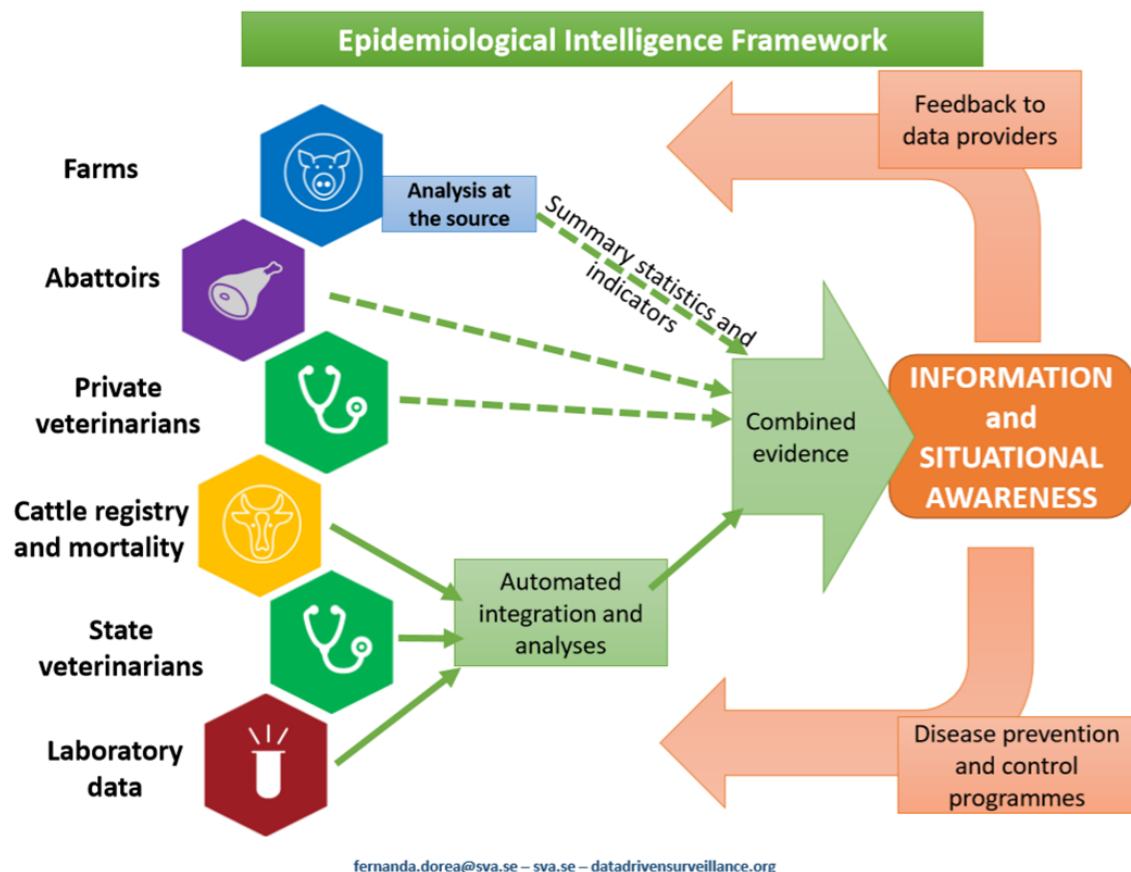 Epidemiological Intelligence Framework
Feedback to
data providers
Farms
Analysis at
the source
Summary statistics and
indicators
Abattoirs
Private
veterinarians
Combined
evidence
INFORMATION
and
SITUATIONAL
AWARENESS
Cattle registry
and mortality
Automated
integration and
analyses
State
veterinarians
Laboratory
data
Disease prevention
and control
programmes
fernanda.dorea@sva.se – sva.se – datadrivensurveillance.org